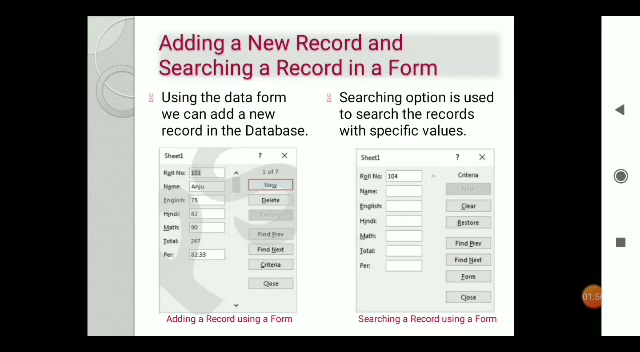 Adding a New Record and
Searching a Record in a Form
Using the data form
we can add a new
record in the Database.
Searching option is used
to search the records
with specific values.
Sheet1 ? ✕
Roll No: 101 1 of 7
Name: Anju New
English: 75 Delete
Hindi: 82 Restore
Math: 90 Find Prev
Total: 247 Find Next
Per: 82.33 Criteria
Close
Adding a Record using a Form
Sheet1 ? ✕
Roll No: 104 Criteria
Name: New
English: Clear
Hindi: Restore
Math: Find Prev
Total: Find Next
Per: Form
Close
Searching a Record using a Form